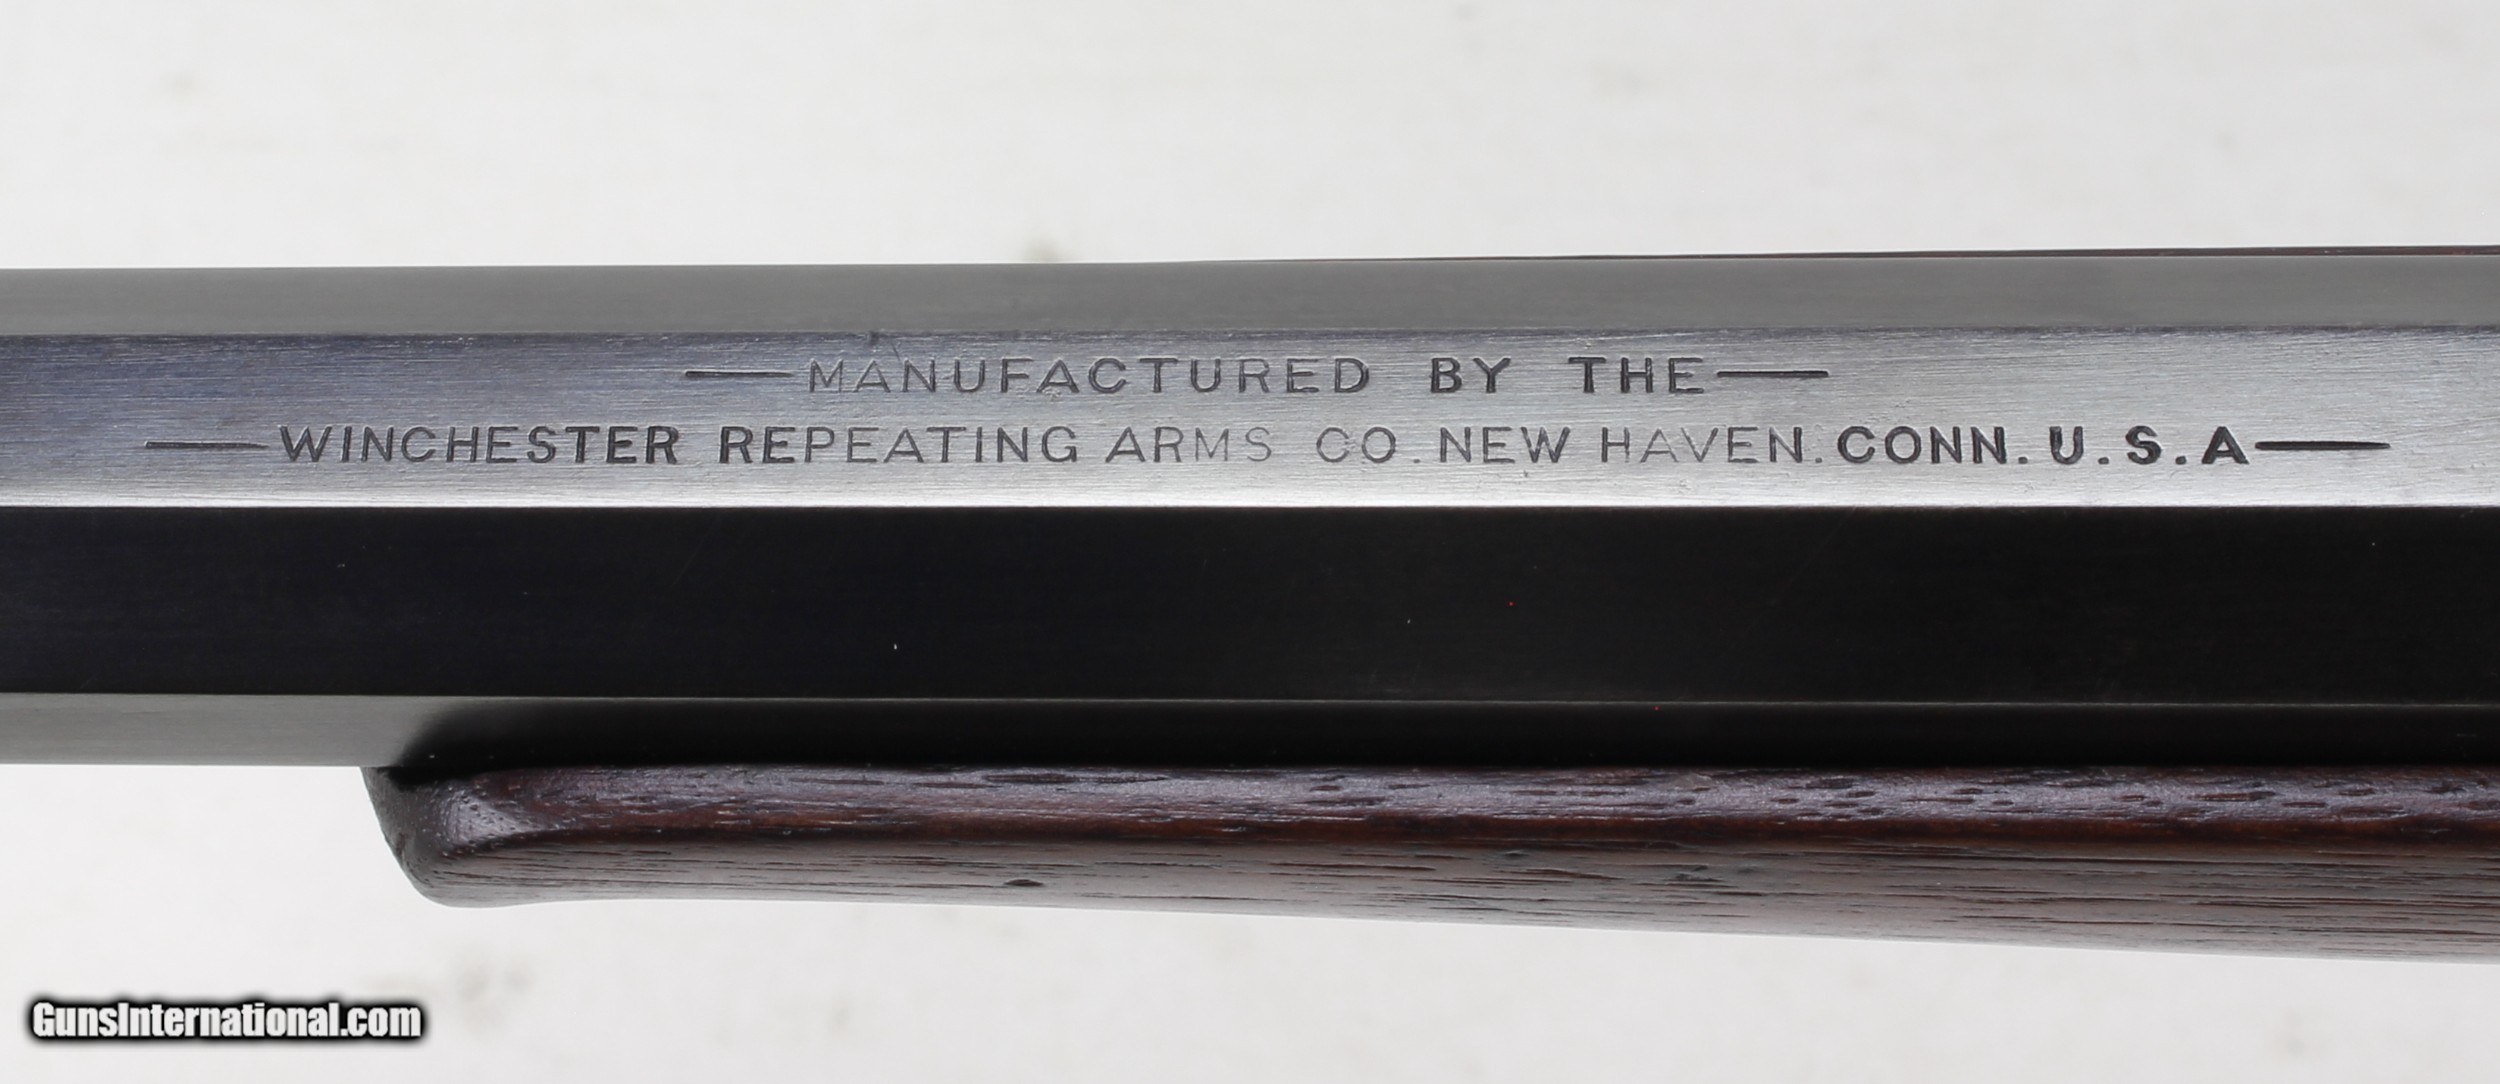 —MANUFACTURED BY THE—
—WINCHESTER REPEATING ARMS CO. NEW HAVEN. CONN. U.S.A—
GunsInternational.com